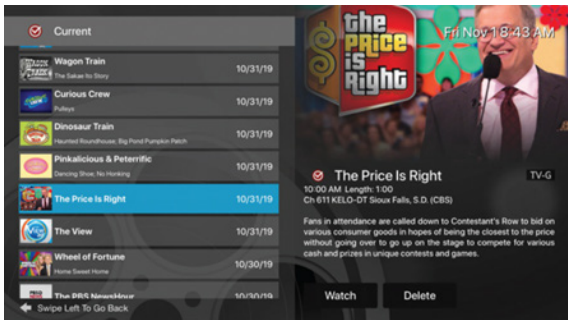 Current
Wagon Train
The Sakae Ito Story
10/31/19
Curious Crew
Pulleys
10/31/19
Dinosaur Train
Haunted Roundhouse; Big Pond Pumpkin Patch
10/31/19
Pinkalicious & Peterrific
Dancing Shoe; No Honking
10/31/19
The Price Is Right
10/31/19
The View
10/31/19
Wheel of Fortune
Home Sweet Home
10/30/19
The PBS NewsHour
10/30/19
Swipe Left To Go Back
the
PRiCE
iS
Right
Fri Nov 1 8:43 AM
The Price Is Right
TV-G
10:00 AM Length: 1:00
Ch 611 KELO-DT Sioux Falls, S.D. (CBS)
Fans in attendance are called down to Contestant's Row to bid on
various consumer goods in hopes of being the closest to the price
without going over to go up on the stage to compete for various
cash and prizes in unique contests and games.
Watch
Delete